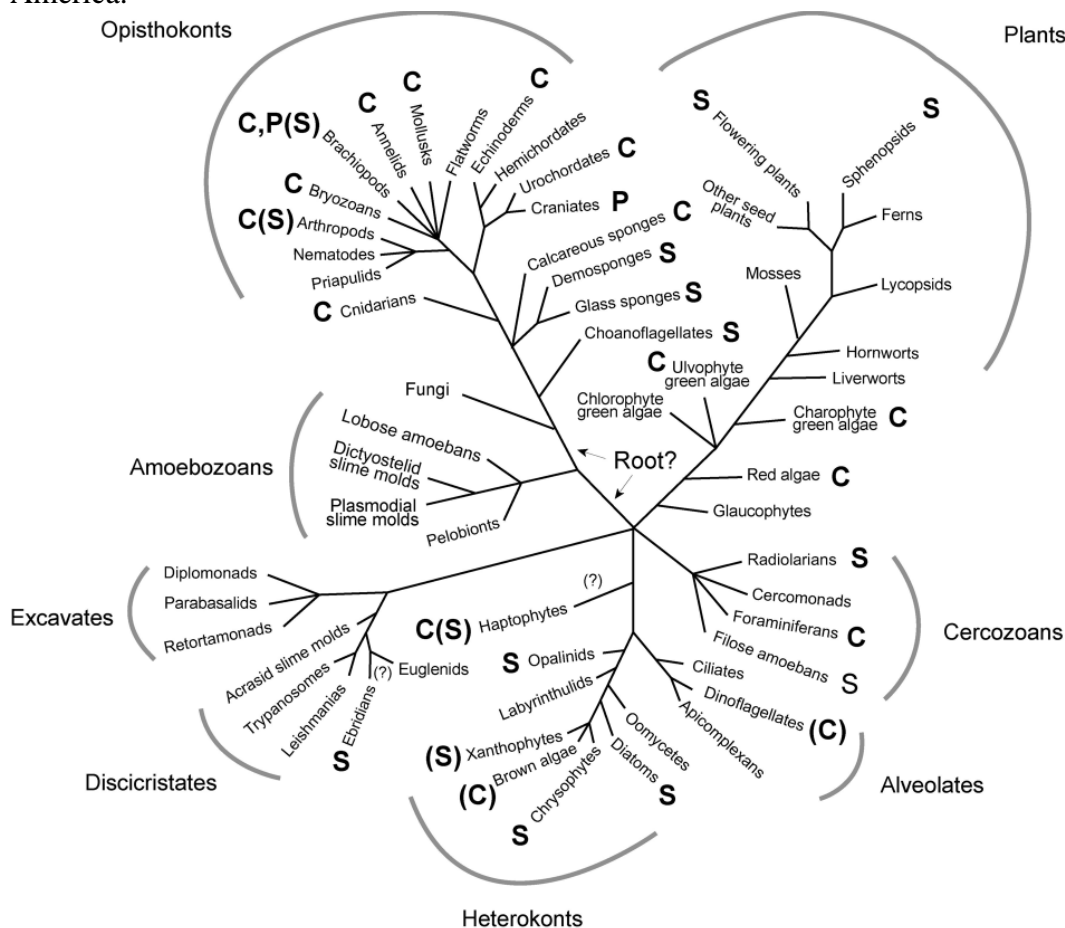 America.
Opisthokonts
Plants
C
C
C
Mollusks
Annelids
C,P(S)
Brachiopods
Flatworms
Echinoderms
Hemichordates
Urochordates C
Craniates P
C Bryozoans
C(S) Arthropods
Nematodes
Priapulids
C Cnidarians
Calcareous sponges C
Demosponges S
Glass sponges S
Choanoflagellates S
S
Flowering plants
S
Sphenopsids
Other seed
plants
Ferns
Mosses
Lycopsids
Hornworts
Liverworts
C Ulvophyte
green algae
Chlorophyte
green algae
Charophyte
green algae C
Red algae C
Glaucophytes
Fungi
Root?
Amoebozoans
Lobose amoebans
Dictyostelid
slime molds
Plasmodial
slime molds
Pelobionts
Excavates
Diplomonads
Parabasalids
Retortamonads
Discicristates
Acrasid slime molds
Trypanosomes
Leishmanias
Ebridians
S
(?)
Euglenids
(?)
C(S) Haptophytes
Radiolarians S
Cercomonads
Foraminiferans C
Filose amoebans
S
Cercozoans
S Opalinids
Labyrinthulids
(S) Xanthophytes
(C) Brown algae
S Chrysophytes
Diatoms
S
Oomycetes
Ciliates
Dinoflagellates
(C)
Apicomplexans
Alveolates
Heterokonts